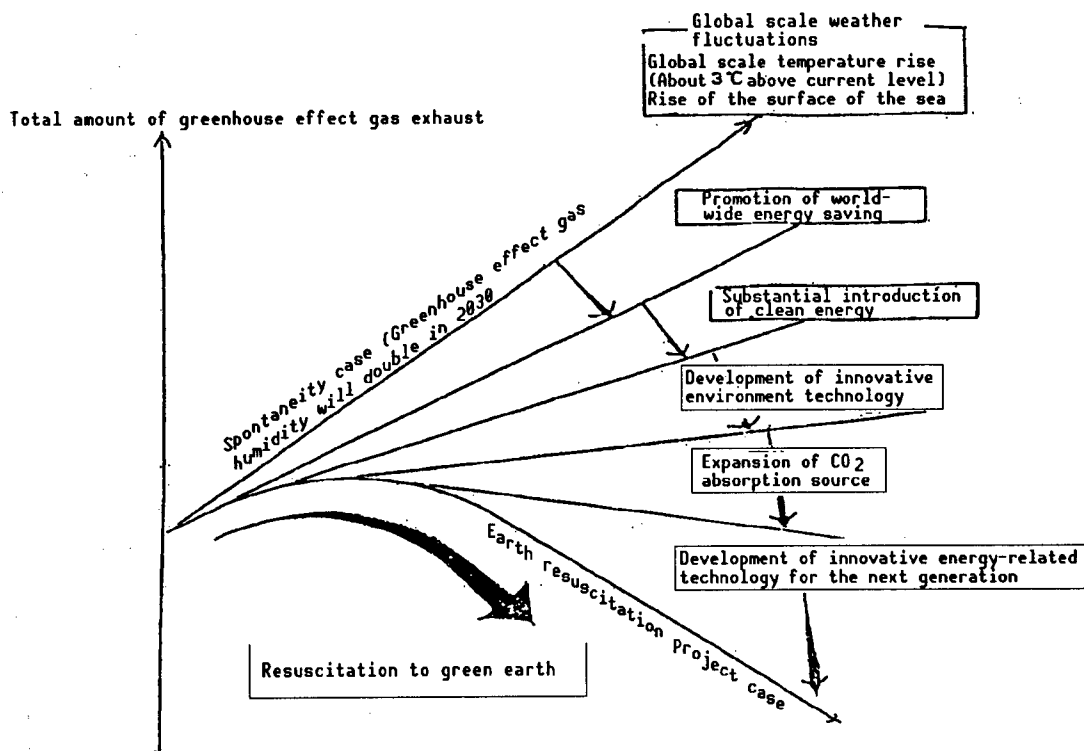 Global scale weather
fluctuations
Global scale temperature rise
(About 3℃ above current level)
Rise of the surface of the sea
Total amount of greenhouse effect gas exhaust
Promotion of world-
wide energy saving
Spontaneity case (Greenhouse effect gas
humidity will double in 2030
Substantial introduction
of clean energy
Development of innovative
environment technology
Expansion of CO2
absorption source
Development of innovative energy-related
technology for the next generation
Earth resuscitation Project case
Resuscitation to green earth